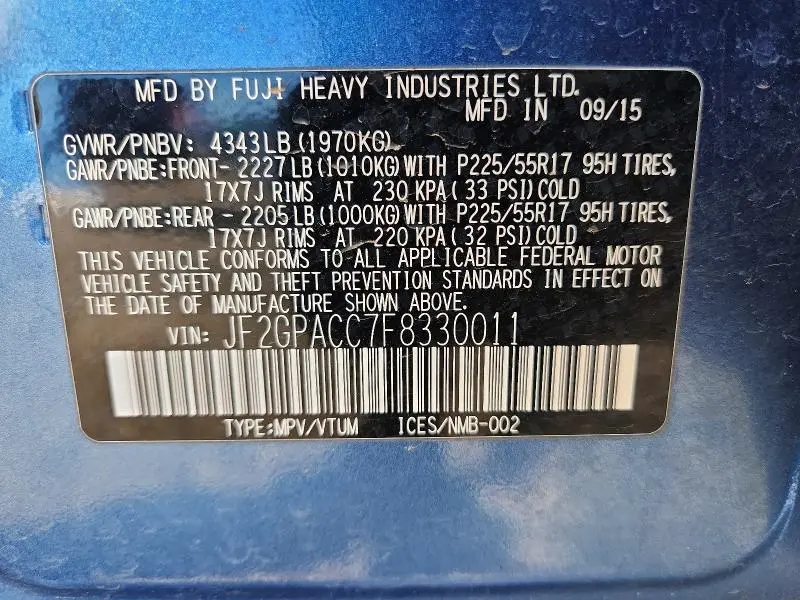 MFD BY FUJI HEAVY INDUSTRIES LTD.
MFD IN 09/15
GVWR/PNBV: 4343LB(1970KG)
GAWR/PNBE:FRONT- 2227LB(1010KG)WITH P225/55R17 95H TIRES,
17X7J RIMS AT 230 KPA( 33 PSI)COLD
GAWR/PNBE:REAR - 2205LB(1000KG)WITH P225/55R17 95H TIRES,
17X7J RIMS AT 220 KPA( 32 PSI)COLD
THIS VEHICLE CONFORMS TO ALL APPLICABLE FEDERAL MOTOR
VEHICLE SAFETY AND THEFT PREVENTION STANDARDS IN EFFECT ON
THE DATE OF MANUFACTURE SHOWN ABOVE.
VIN: JF2GPACC7F8330011
TYPE:MPV/VTUM ICES/NMB-002